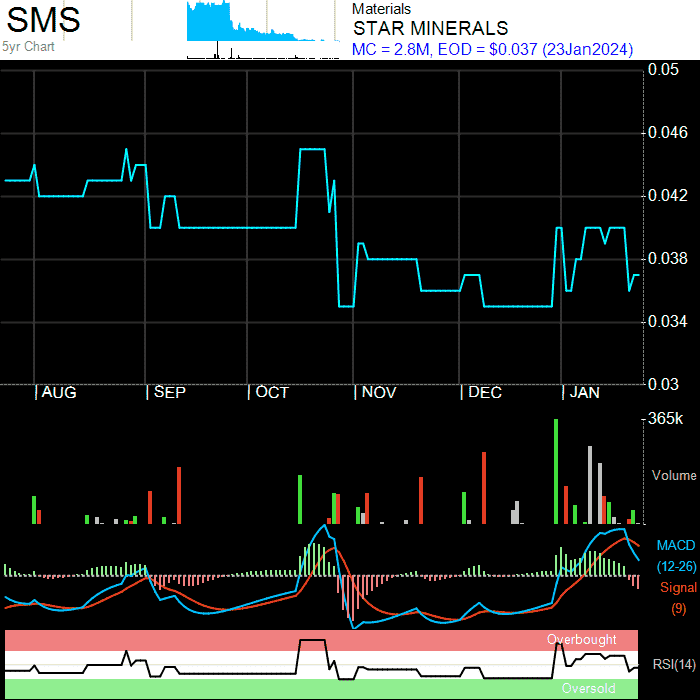 SMS
5yr Chart
Materials
STAR MINERALS
MC = 2.8M, EOD = $0.037 (23Jan2024)
0.05
0.046
0.042
0.038
0.034
0.03
AUG SEP OCT NOV DEC JAN
365k
Volume
MACD
(12-26)
Signal
(9)
Overbought
RSI(14)
Oversold